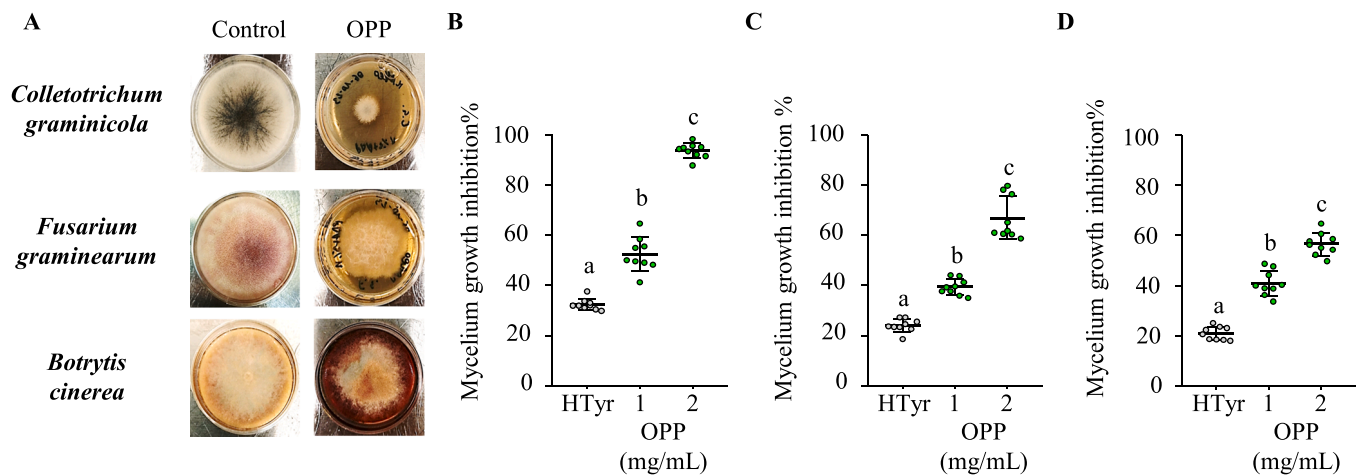 A
Control
OPP
Colletotrichum
graminicola
Fusarium
graminearum
Botrytis
cinerea
B
Mycelium growth inhibition%
100
80
60
40
20
0
a
b
c
HTyr
1
2
OPP
(mg/mL)
C
Mycelium growth inhibition %
100
80
60
40
20
0
a
b
c
HTyr
1
2
OPP
(mg/mL)
D
Mycelium growth inhibition %
100
80
60
40
20
0
a
b
c
HTyr
1
2
OPP
(mg/mL)